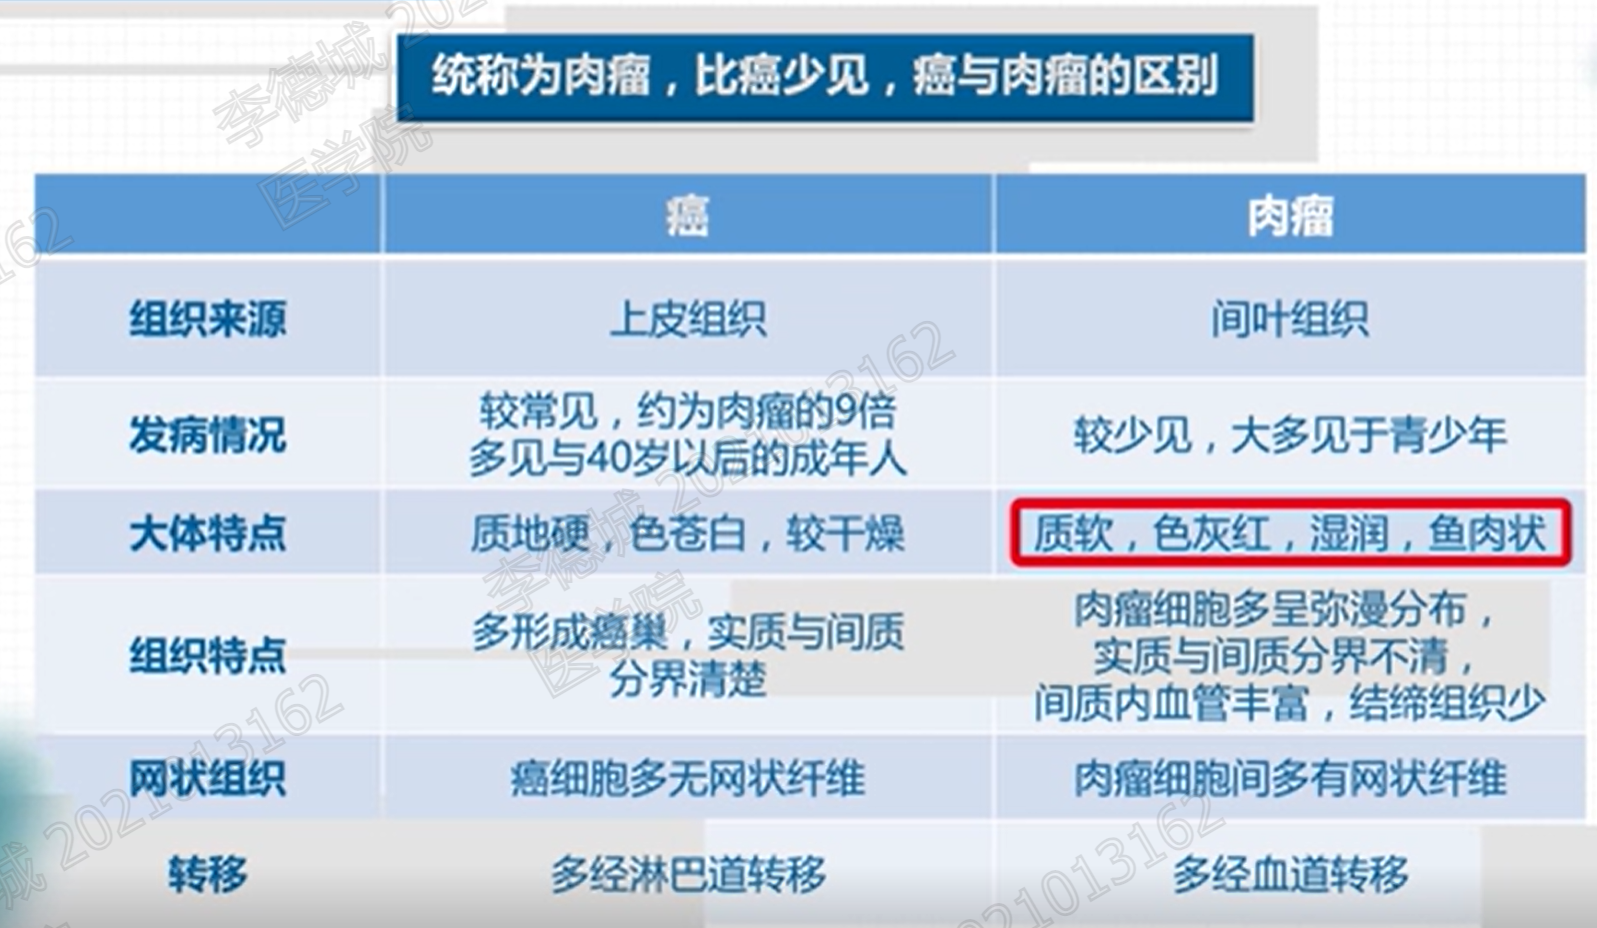 统称为肉瘤，比癌少见，癌与肉瘤的区别
癌 肉瘤
组织来源 上皮组织 间叶组织
发病情况 较常见，约为肉瘤的9倍
多见与40岁以后的成年人 较少见，大多见于青少年
大体特点 质地硬，色苍白，较干燥 质软，色灰红，湿润，鱼肉状
组织特点 多形成癌巢，实质与间质
分界清楚 肉瘤细胞多呈弥漫分布，
实质与间质分界不清，
间质内血管丰富，结缔组织少
网状组织 癌细胞多无网状纤维 肉瘤细胞间多有网状纤维
转移 多经淋巴道转移 多经血道转移
李德城 202
医学院
162
李德城 2021013162
医学院
城 2021013162
2021013162